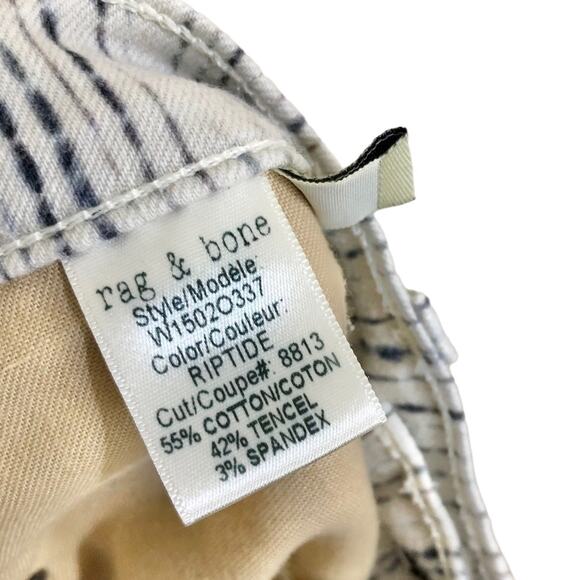 rag & bone
Style/Modèle:
W1502O337
Color/Couleur:
RIPTIDE
Cut/Coupe#: 8813
55% COTTON/COTON
42% TENCEL
3% SPANDEX